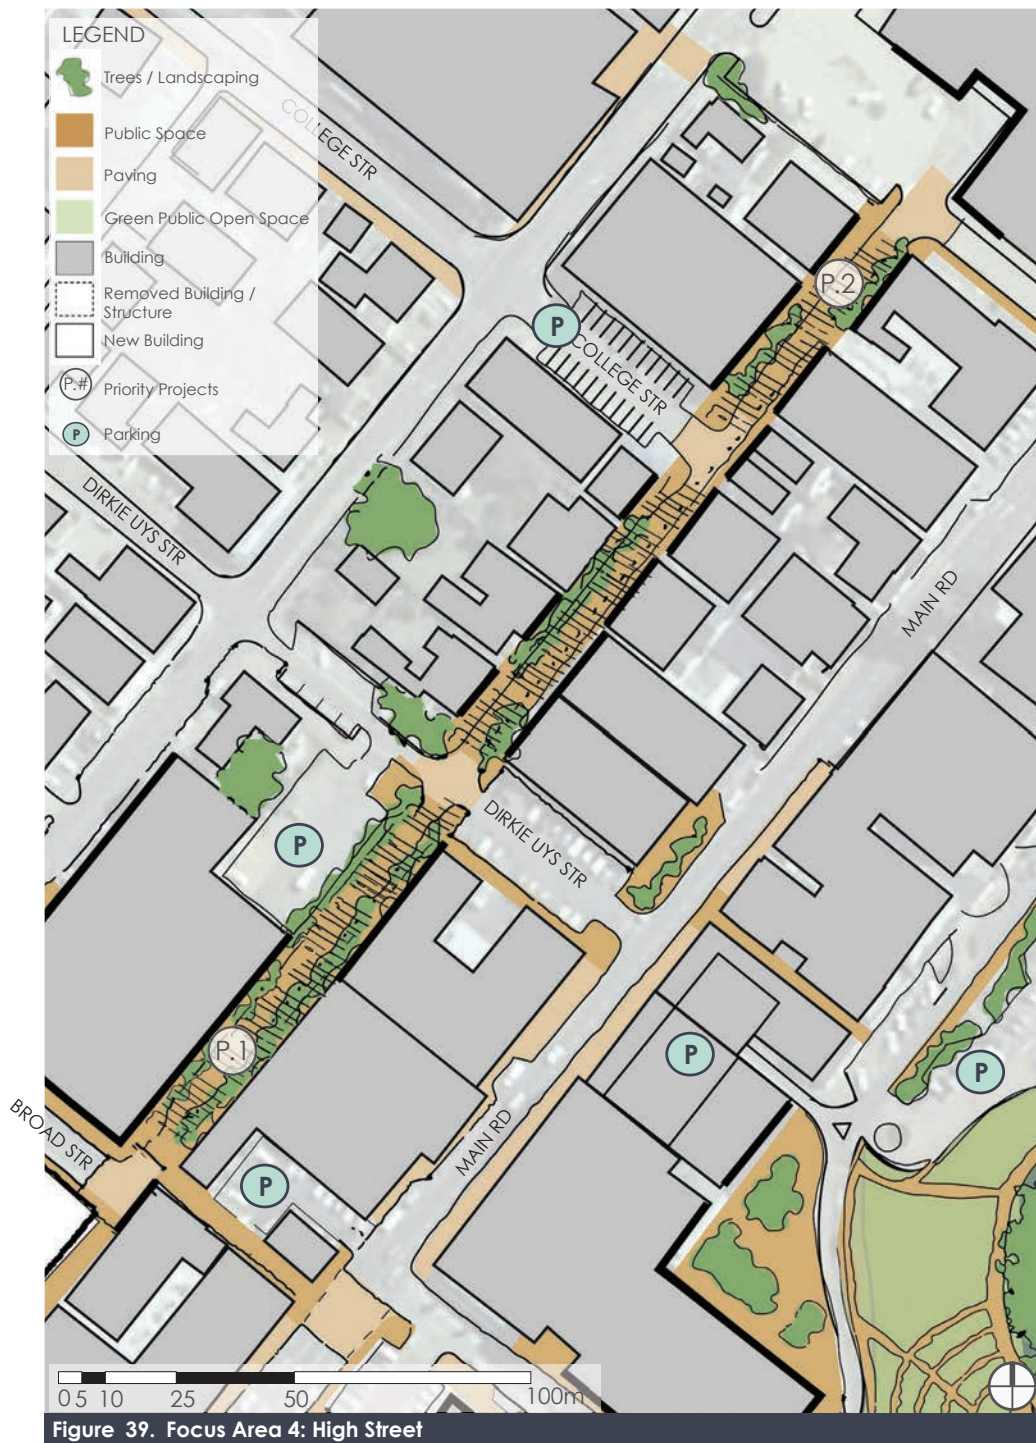 LEGEND
Trees / Landscaping
Public Space
Paving
Green Public Open Space
Building
Removed Building /
Structure
New Building
P.# Priority Projects
P Parking
COLLEGE STR
P.2
P
COLLEGE STR
DIRKIE UYS STR
MAIN RD
P
DIRKIE UYS STR
P.1
P
P
BROAD STR
MAIN RD
P
0 5 10 25 50 100m
Figure 39. Focus Area 4: High Street